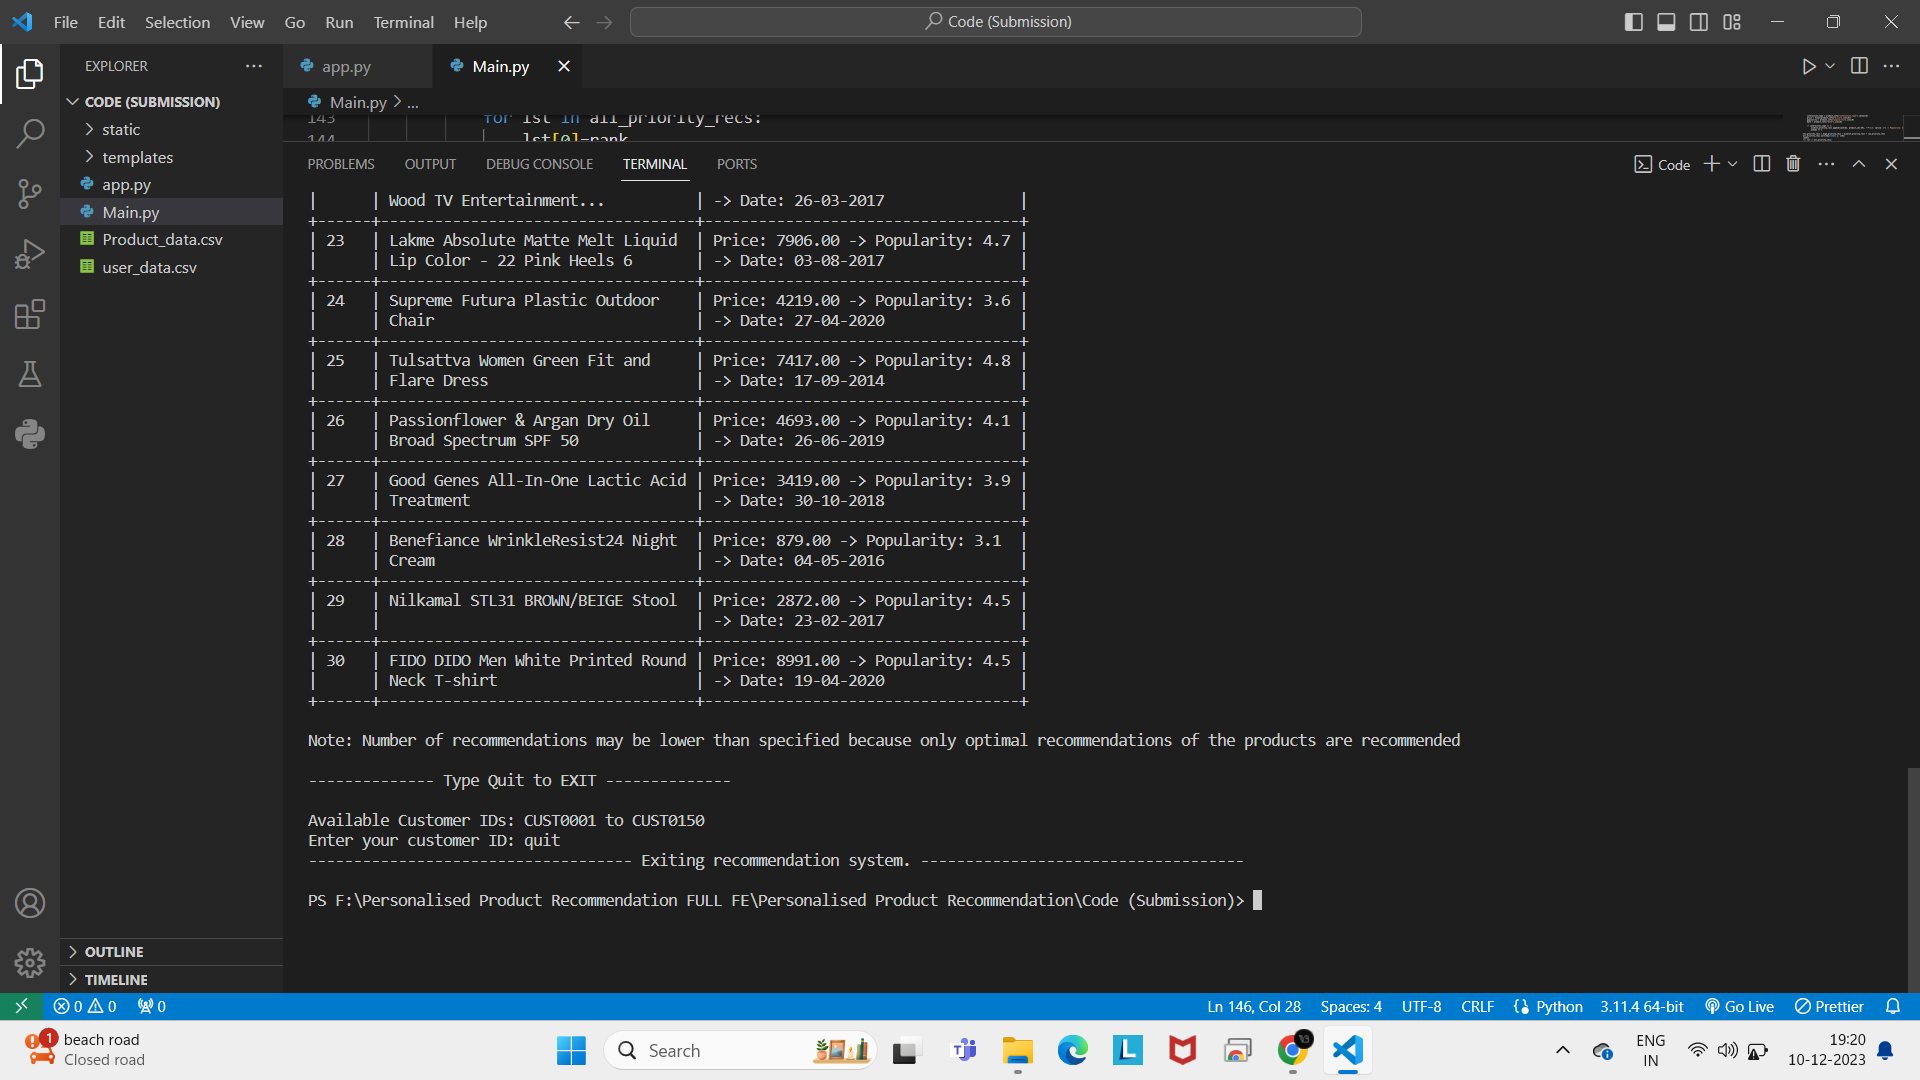 File Edit Selection View Go Run Terminal Help
Code (Submission)
EXPLORER
CODE (SUBMISSION)
static
templates
app.py
Main.py
Product_data.csv
user_data.csv
OUTLINE
TIMELINE
app.py
Main.py
Main.py > ...
143 for lst in all_priority_recs:
144 lst[0]=rank
PROBLEMS OUTPUT DEBUG CONSOLE TERMINAL PORTS
Code
| | Wood TV Entertainment... | -> Date: 26-03-2017 |
+------+-----------------------------------+-----------------------------------+
| 23 | Lakme Absolute Matte Melt Liquid | Price: 7906.00 -> Popularity: 4.7 |
| | Lip Color - 22 Pink Heels 6 | -> Date: 03-08-2017 |
+------+-----------------------------------+-----------------------------------+
| 24 | Supreme Futura Plastic Outdoor | Price: 4219.00 -> Popularity: 3.6 |
| | Chair | -> Date: 27-04-2020 |
+------+-----------------------------------+-----------------------------------+
| 25 | Tulsattva Women Green Fit and | Price: 7417.00 -> Popularity: 4.8 |
| | Flare Dress | -> Date: 17-09-2014 |
+------+-----------------------------------+-----------------------------------+
| 26 | Passionflower & Argan Dry Oil | Price: 4693.00 -> Popularity: 4.1 |
| | Broad Spectrum SPF 50 | -> Date: 26-06-2019 |
+------+-----------------------------------+-----------------------------------+
| 27 | Good Genes All-In-One Lactic Acid | Price: 3419.00 -> Popularity: 3.9 |
| | Treatment | -> Date: 30-10-2018 |
+------+-----------------------------------+-----------------------------------+
| 28 | Benefiance WrinkleResist24 Night | Price: 879.00 -> Popularity: 3.1 |
| | Cream | -> Date: 04-05-2016 |
+------+-----------------------------------+-----------------------------------+
| 29 | Nilkamal STL31 BROWN/BEIGE Stool | Price: 2872.00 -> Popularity: 4.5 |
| | | -> Date: 23-02-2017 |
+------+-----------------------------------+-----------------------------------+
| 30 | FIDO DIDO Men White Printed Round | Price: 8991.00 -> Popularity: 4.5 |
| | Neck T-shirt | -> Date: 19-04-2020 |
+------+-----------------------------------+-----------------------------------+
Note: Number of recommendations may be lower than specified because only optimal recommendations of the products are recommended
-------------- Type Quit to EXIT --------------
Available Customer IDs: CUST0001 to CUST0150
Enter your customer ID: quit
------------------------------------ Exiting recommendation system. ------------------------------------
PS F:\Personalised Product Recommendation FULL FE\Personalised Product Recommendation\Code (Submission)>
0 0 0
Ln 146, Col 28 Spaces: 4 UTF-8 CRLF Python 3.11.4 64-bit Go Live Prettier
1 beach road
Closed road
Search
ENG
IN
19:20
10-12-2023